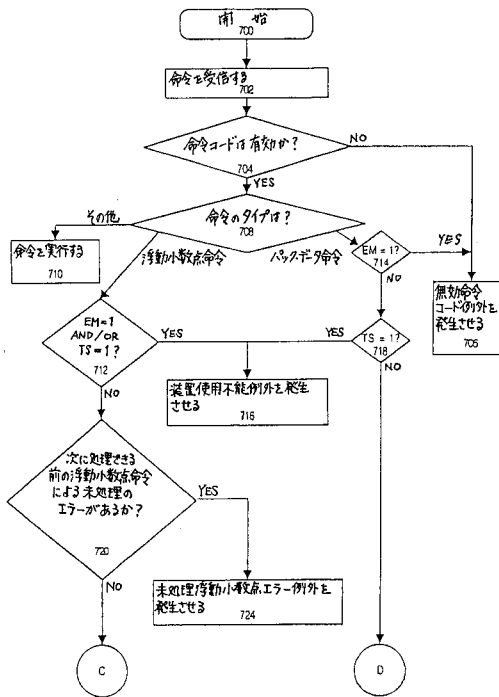 開始
700
命令を受信する
702
命令コードは有効か?
704
NO
YES
命令のタイプは?
708
その他
浮動小数点命令
パックデータ命令
命令を実行する
710
EM=1?
714
YES
NO
無効命令
コード例外を
発生させる
706
EM=1
AND/OR
TS=1?
712
YES
YES
TS=1?
718
NO
NO
装置使用不能例外を発生
させる
716
次に処理できる
前の浮動小数点命令
による未処理の
エラーがあるか?
720
YES
NO
未処理浮動小数点エラー例外を
発生させる
724
C
D